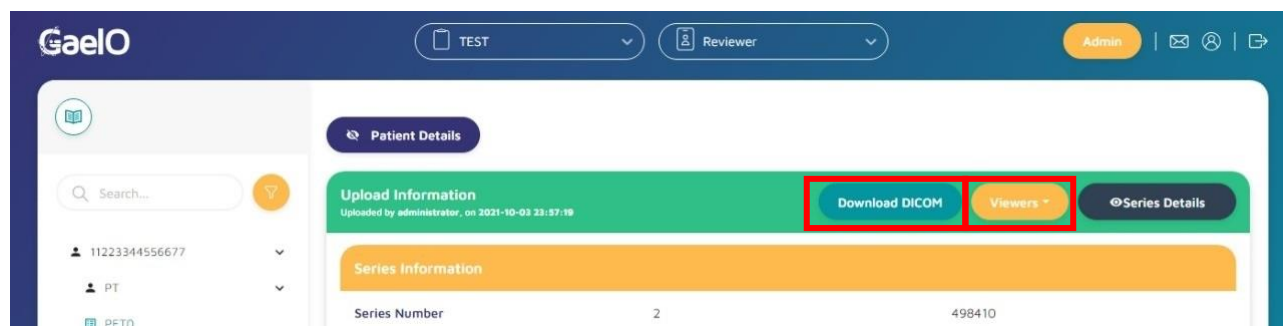 GaelO
TEST
Reviewer
Admin
Patient Details
Search...
Upload Information
Uploaded by administrator, on 2021-10-03 23:57:19
Download DICOM
Viewers
Series Details
11223344556677
Series Information
PT
Series Number 2 498410
PET0